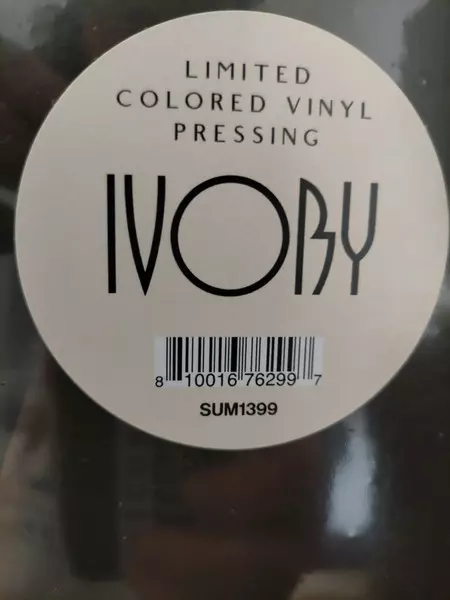 LIMITED
COLORED VINYL
PRESSING
IVORY
8 10016 76299 7
SUM1399